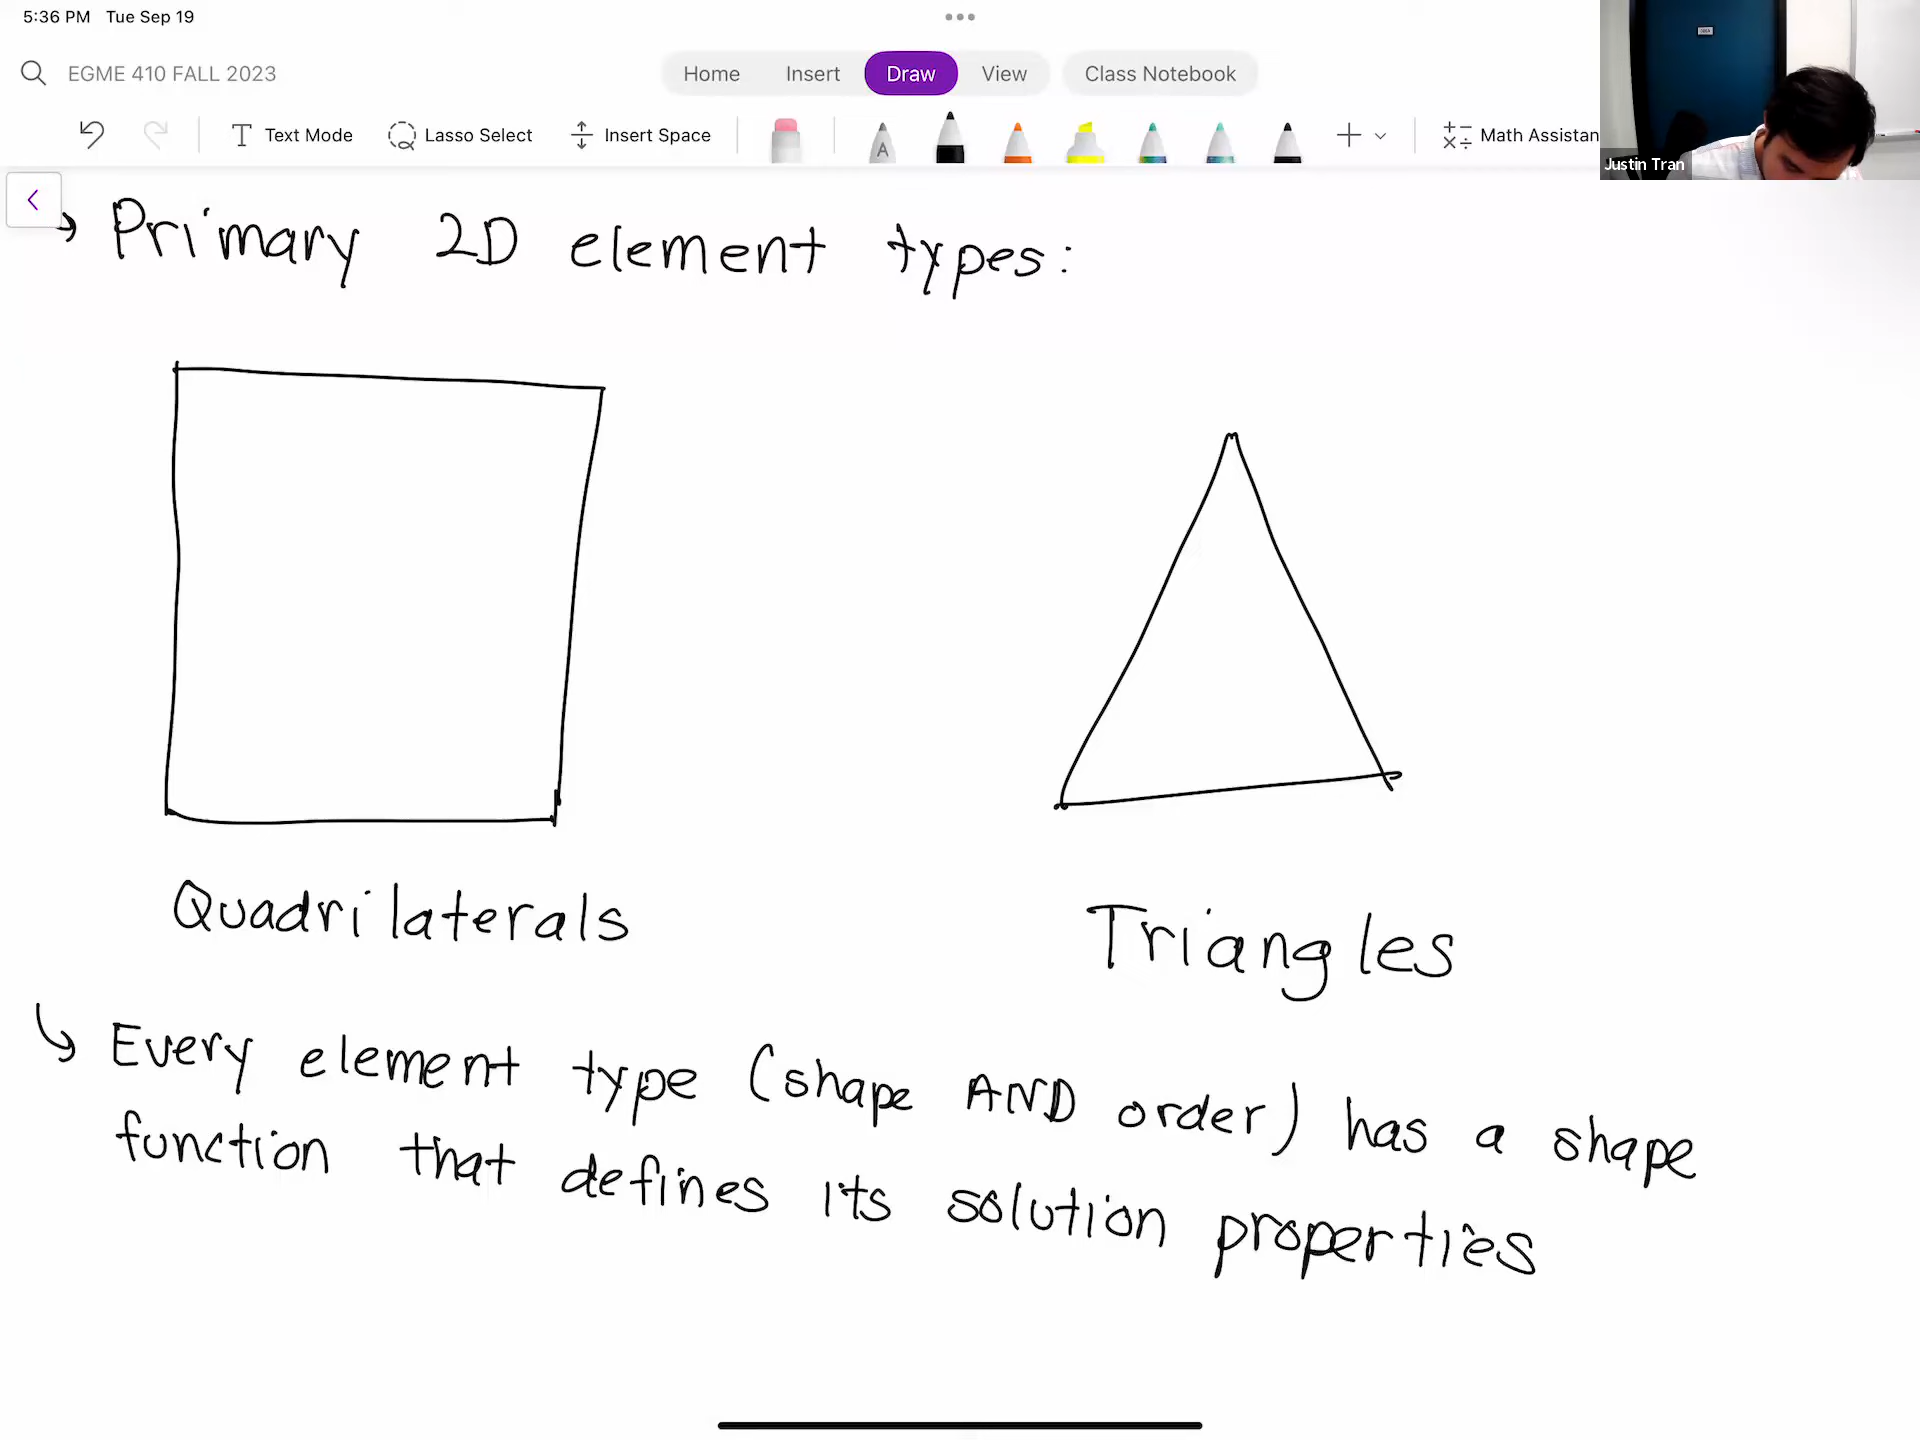 5:36 PM Tue Sep 19
EGME 410 FALL 2023
Home Insert Draw View Class Notebook
Text Mode Lasso Select Insert Space A Math Assistan
Justin Tran
Primary 2D element types:
Quadrilaterals
Triangles
Every element type (shape AND order) has a shape
function that defines its solution properties